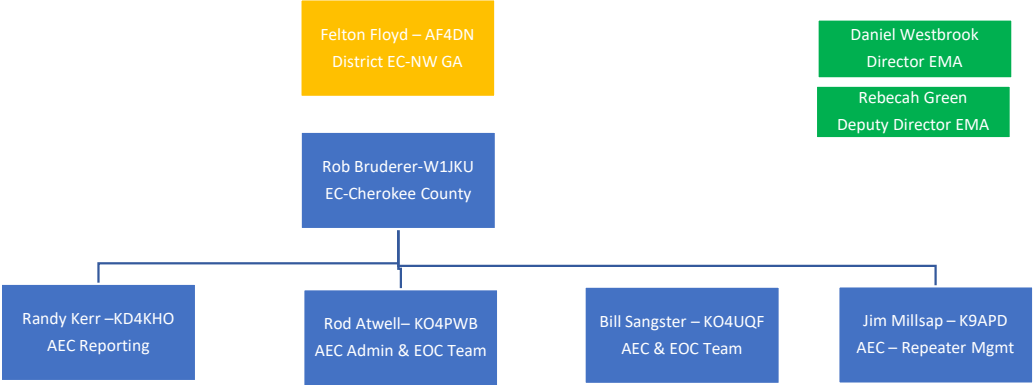 Felton Floyd – AF4DN
District EC-NW GA
Daniel Westbrook
Director EMA
Rebecah Green
Deputy Director EMA
Rob Bruderer-W1JKU
EC-Cherokee County
Randy Kerr –KD4KHO
AEC Reporting
Rod Atwell– KO4PWB
AEC Admin & EOC Team
Bill Sangster – KO4UQF
AEC & EOC Team
Jim Millsap – K9APD
AEC – Repeater Mgmt